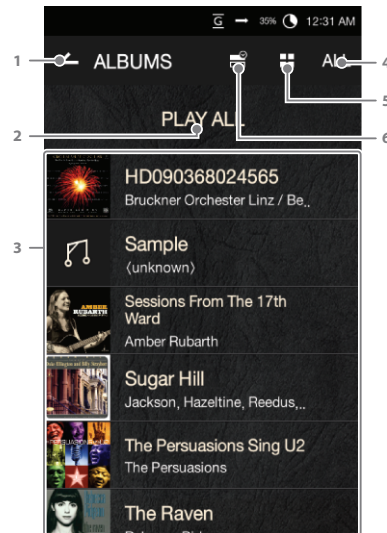 G 35% 12:31 AM
1 ALBUMS ALL 4
5
2 PLAY ALL 6
HD090368024565
Bruckner Orchester Linz / Be..
3 Sample
<unknown>
Sessions From The 17th
Ward
Amber Rubarth
AMBER
RUBARTH
Sugar Hill
Jackson, Hazeltine, Reedus,..
The Persuasions Sing U2
The Persuasions
The Raven